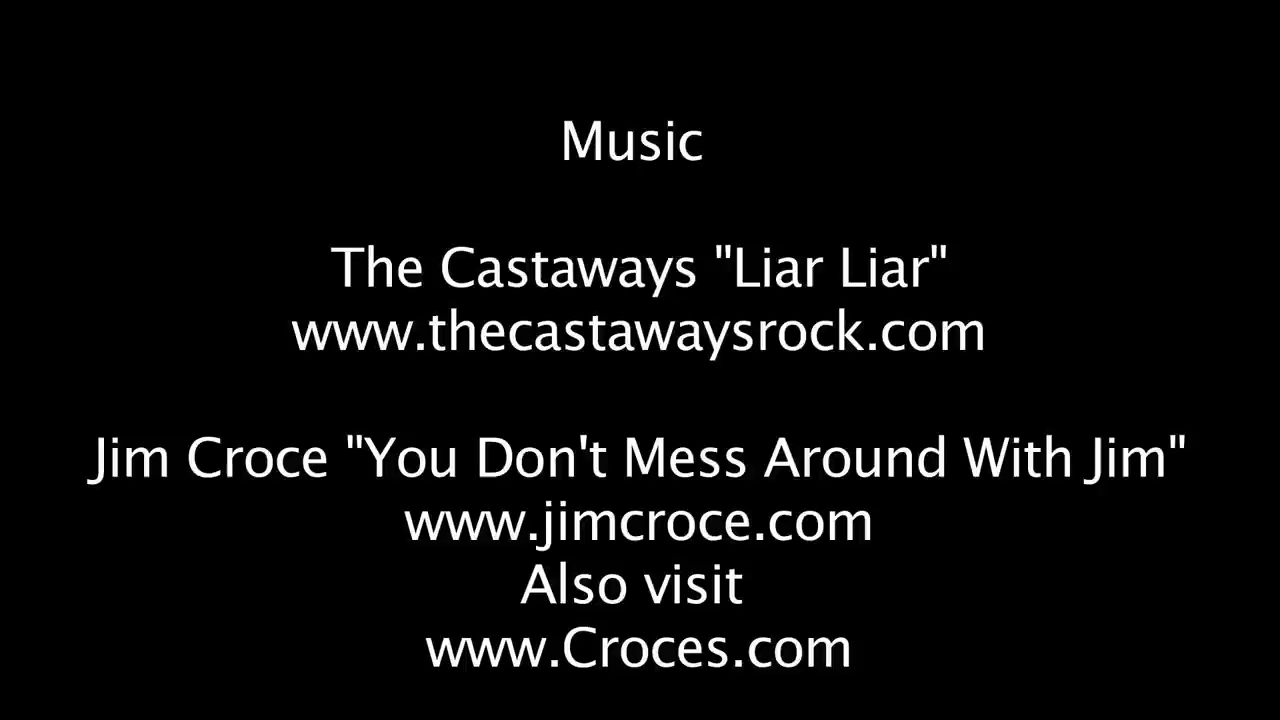 Music
The Castaways "Liar Liar"
www.thecastawaysrock.com
Jim Croce "You Don't Mess Around With Jim"
www.jimcroce.com
Also visit
www.Croces.com